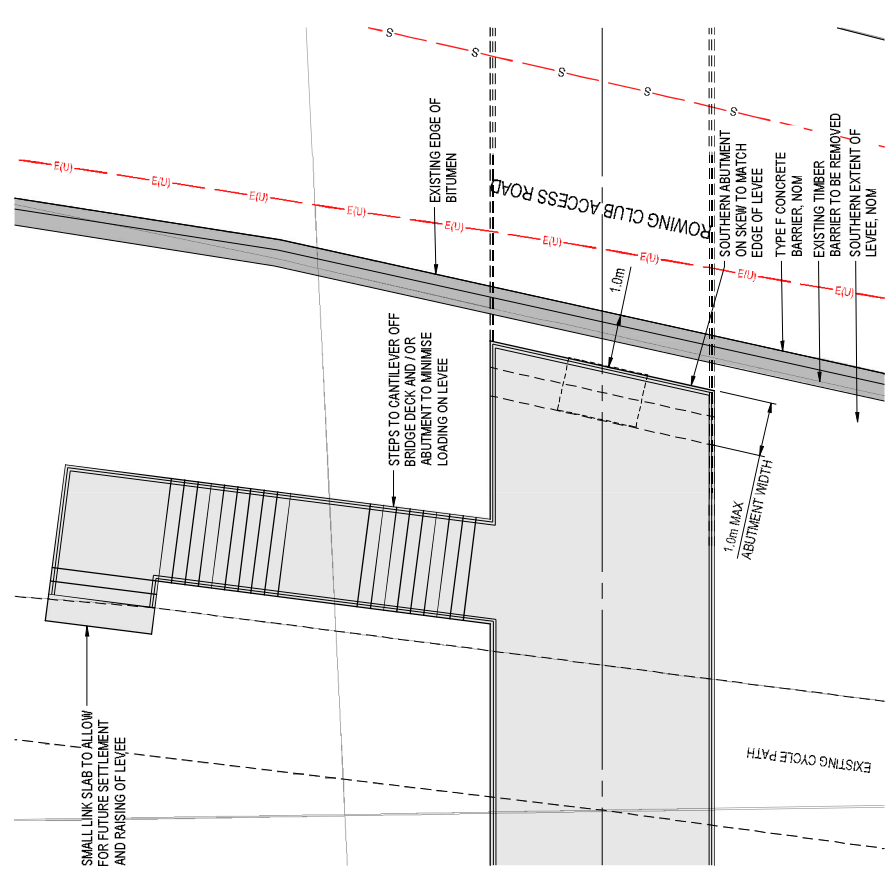 S
S
S
S
S
E(U)
E(U)
E(U)
E(U)
E(U)
E(U)
E(U)
E(U)
E(U)
EXISTING EDGE OF
BITUMEN
ROWING CLUB ACCESS ROAD
1.0m
SOUTHERN ABUTMENT
ON SKEW TO MATCH
EDGE OF LEVEE
TYPE F CONCRETE
BARRIER, NOM
EXISTING TIMBER
BARRIER TO BE REMOVED
SOUTHERN EXTENT OF
LEVEE, NOM
STEPS TO CANTILEVER OFF
BRIDGE DECK AND / OR
ABUTMENT TO MINIMISE
LOADING ON LEVEE
1.0m MAX
ABUTMENT WIDTH
SMALL LINK SLAB TO ALLOW
FOR FUTURE SETTLEMENT
AND RAISING OF LEVEE
EXISTING CYCLE PATH